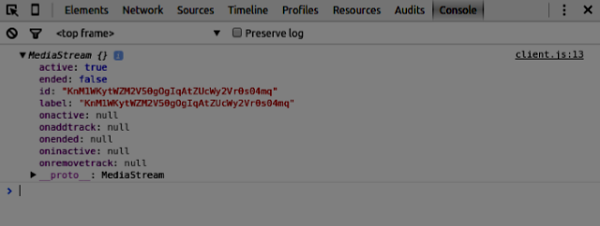 Elements Network Sources Timeline Profiles Resources Audits Console
<top frame> Preserve log
MediaStream {} i client.js:13
active: true
ended: false
id: "KnM1WKytWZM2V50gOgIqAtZUcWy2Vr0s04mq"
label: "KnM1WKytWZM2V50gOgIqAtZUcWy2Vr0s04mq"
onactive: null
onaddtrack: null
onended: null
oninactive: null
onremovetrack: null
__proto__: MediaStream
>